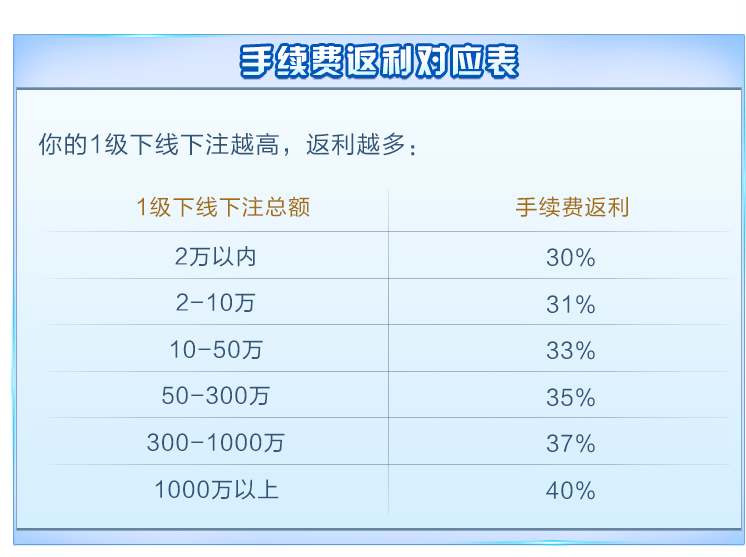 手续费返利对应表
你的1级下线下注越高，返利越多：
1级下线下注总额 手续费返利
2万以内 30%
2-10万 31%
10-50万 33%
50-300万 35%
300-1000万 37%
1000万以上 40%